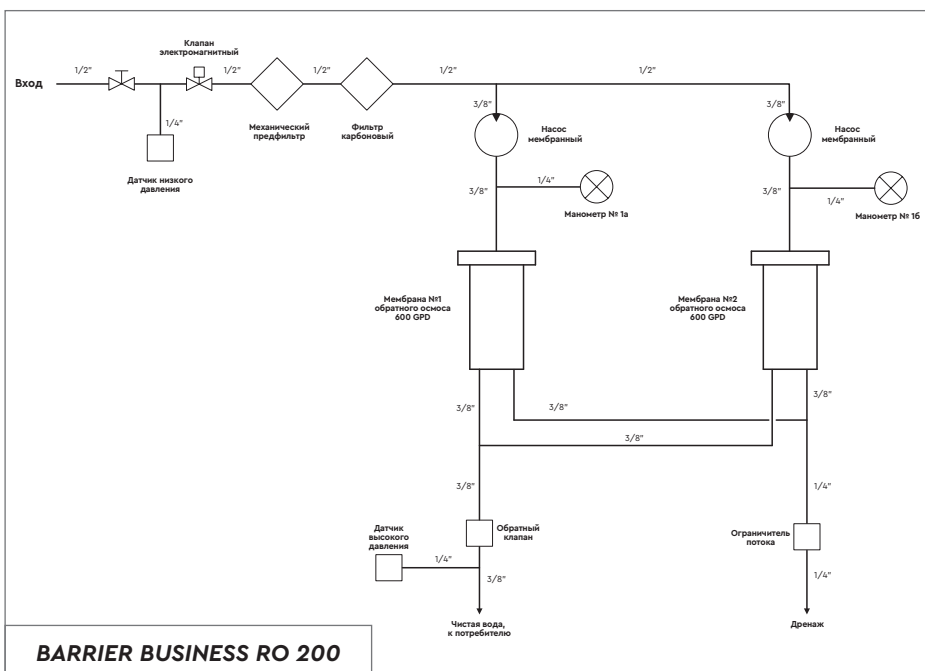 Клапан
электромагнитный
Вход
1/2"
1/2"
1/2"
1/2"
1/2"
1/4"
3/8"
3/8"
Механический
предфильтр
Фильтр
карбоновый
Насос
мембранный
Насос
мембранный
Датчик низкого
давления
3/8"
1/4"
3/8"
1/4"
Манометр № 1а
Манометр № 1б
Мембрана №1
обратного осмоса
600 GPD
Мембрана №2
обратного осмоса
600 GPD
3/8"
3/8"
3/8"
3/8"
3/8"
1/4"
Датчик
высокого
давления
Обратный
клапан
Ограничитель
потока
1/4"
3/8"
1/4"
Чистая вода,
к потребителю
Дренаж
BARRIER BUSINESS RO 200